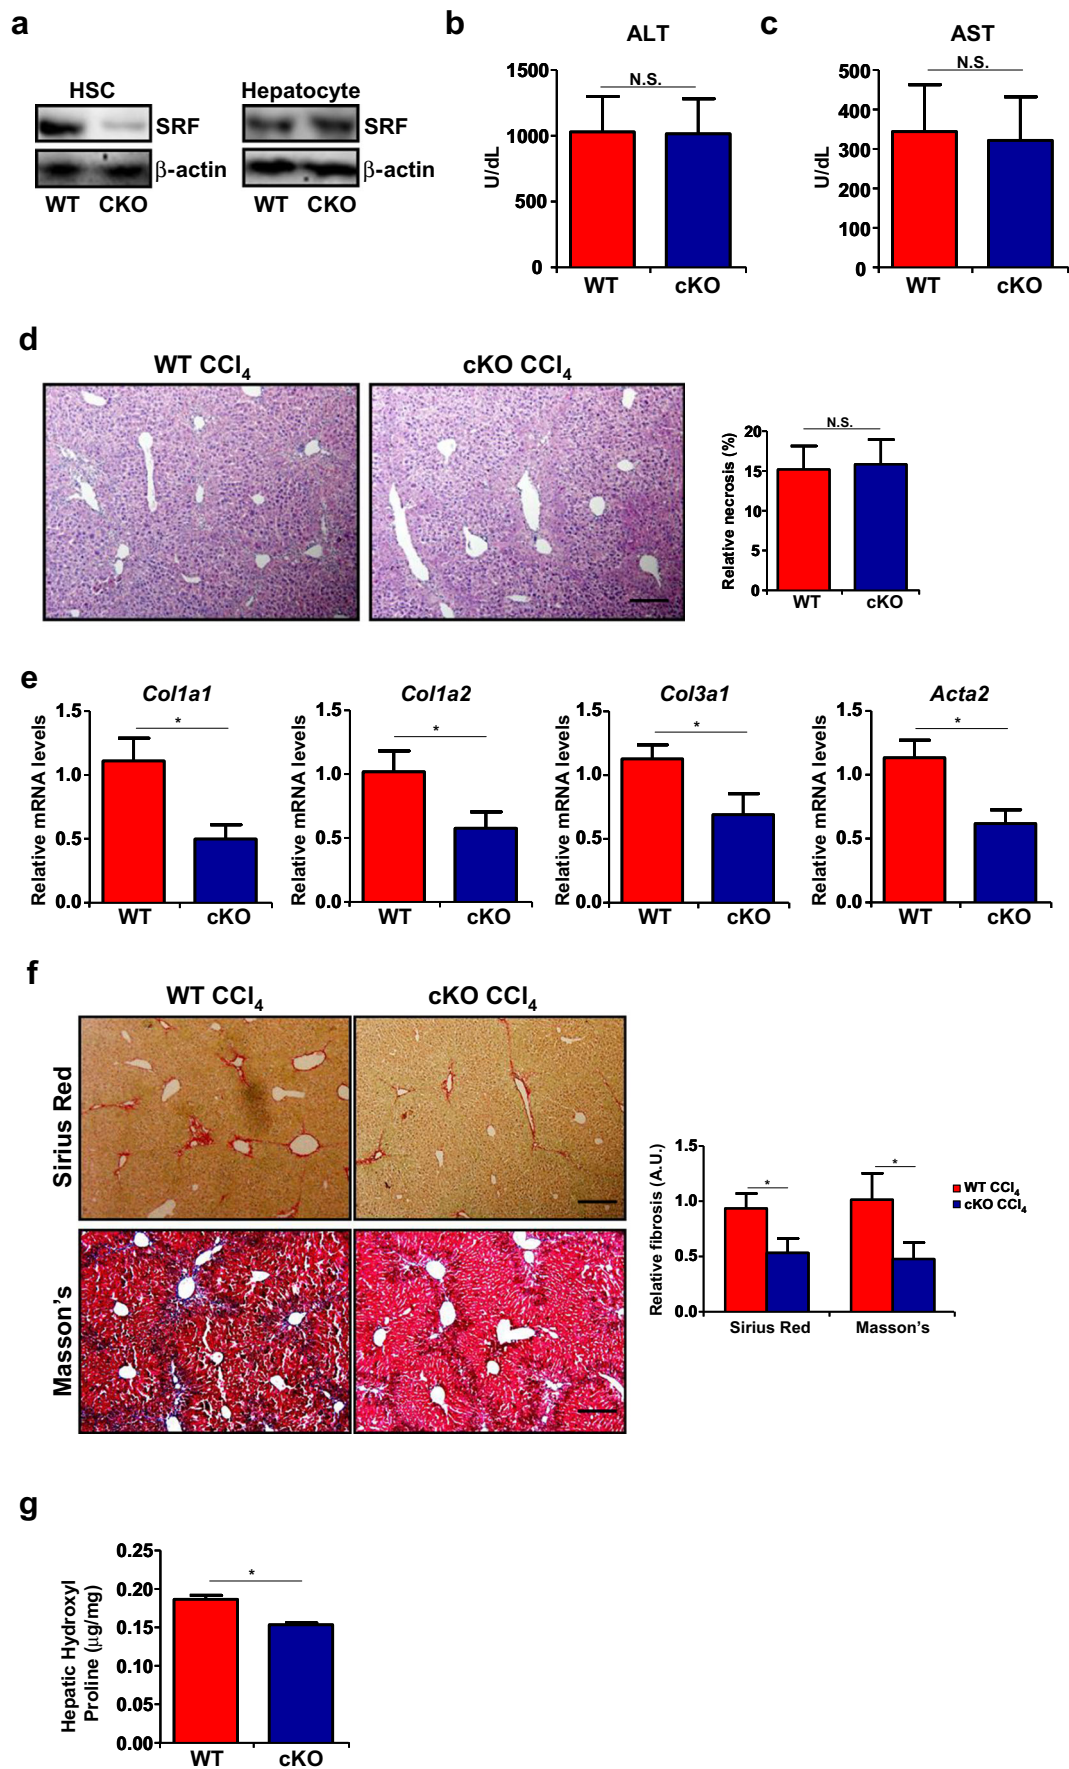 a
HSC
Hepatocyte
SRF
SRF
β-actin
β-actin
WT CKO
WT CKO
b
ALT
1500
1000
500
0
U/dL
N.S.
WT
cKO
c
AST
500
400
300
200
100
0
U/dL
N.S.
WT
cKO
d
WT CCl4
cKO CCl4
Relative necrosis (%)
20
15
10
5
0
N.S.
WT
cKO
e
Col1a1
Relative mRNA levels
1.5
1.0
0.5
0.0
*
WT
cKO
Col1a2
Relative mRNA levels
1.5
1.0
0.5
0.0
*
WT
cKO
Col3a1
Relative mRNA levels
1.5
1.0
0.5
0.0
*
WT
cKO
Acta2
Relative mRNA levels
1.5
1.0
0.5
0.0
*
WT
cKO
f
WT CCl4
cKO CCl4
Sirius Red
Masson's
Relative fibrosis (A.U.)
1.5
1.0
0.5
0.0
*
*
Sirius Red
Masson's
WT CCl4
cKO CCl4
g
Hepatic Hydroxyl
Proline (µg/mg)
0.25
0.20
0.15
0.10
0.05
0.00
*
WT
cKO